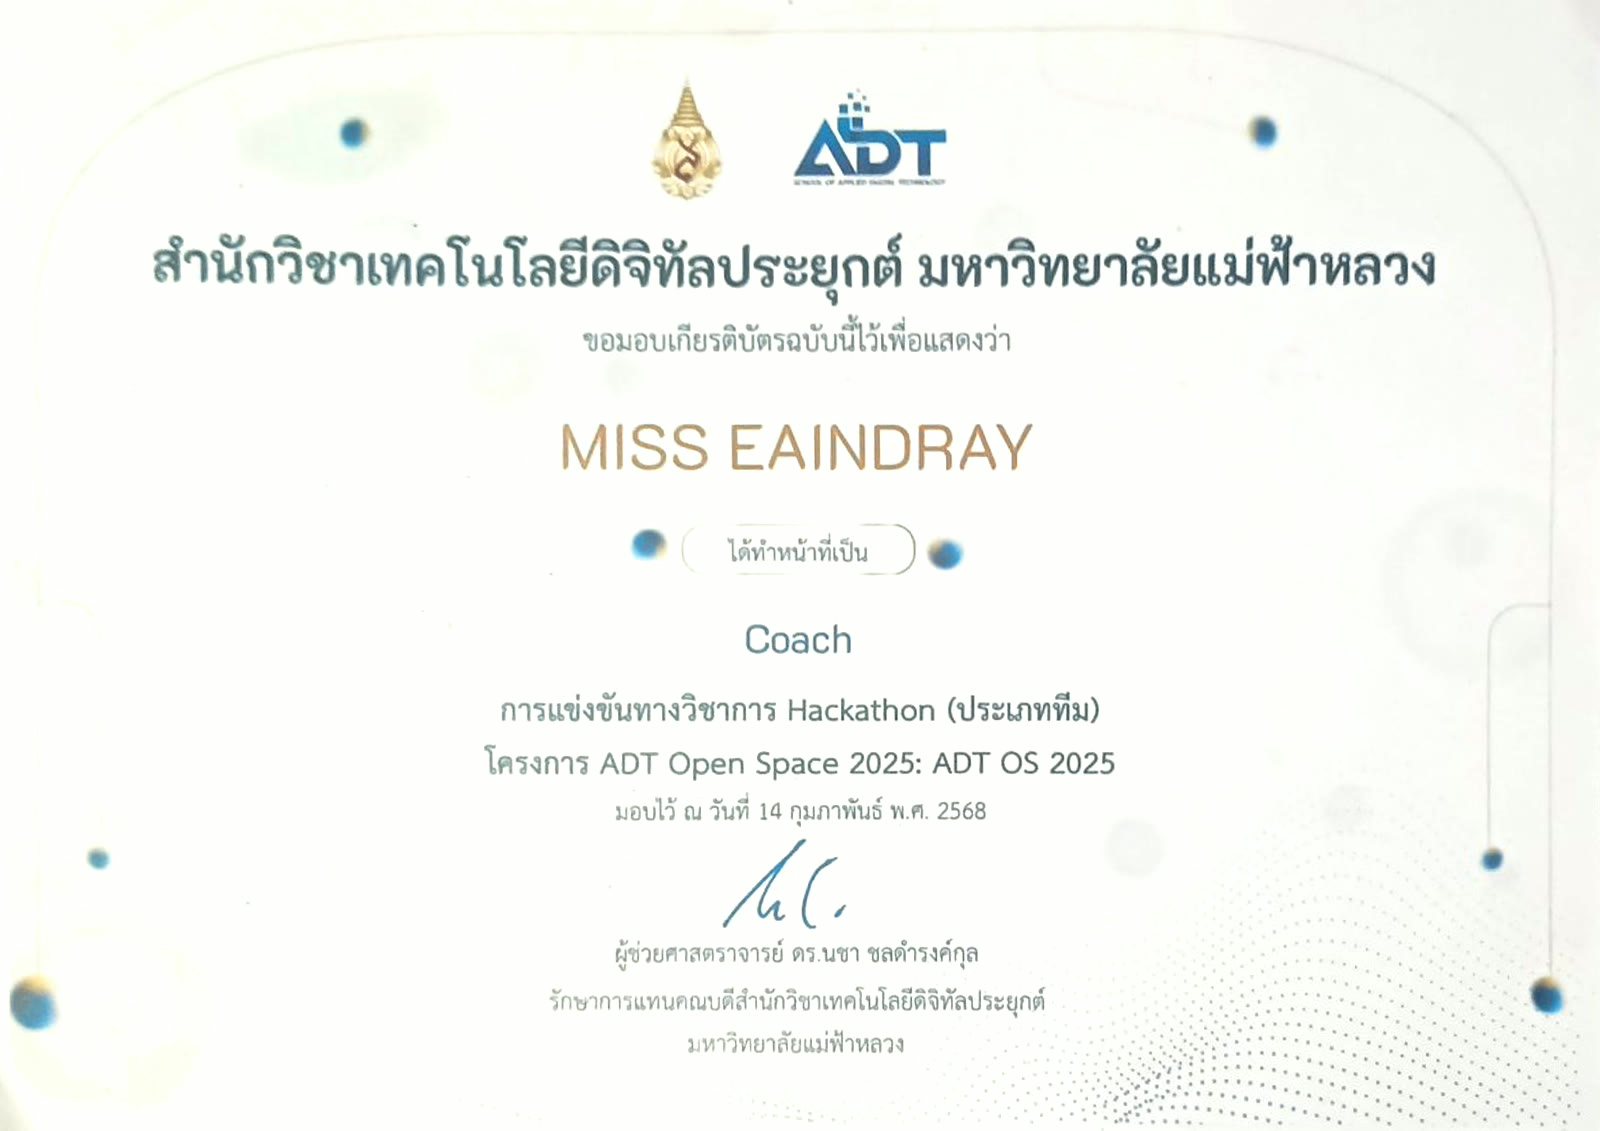 ADT
SCHOOL OF APPLIED DIGITAL TECHNOLOGY
สำนักวิชาเทคโนโลยีดิจิทัลประยุกต์ มหาวิทยาลัยแม่ฟ้าหลวง
ขอมอบเกียรติบัตรฉบับนี้ไว้เพื่อแสดงว่า
MISS EAINDRAY
ได้ทำหน้าที่เป็น
Coach
การแข่งขันทางวิชาการ Hackathon (ประเภททีม)
โครงการ ADT Open Space 2025: ADT OS 2025
มอบไว้ ณ วันที่ 14 กุมภาพันธ์ พ.ศ. 2568
ผู้ช่วยศาสตราจารย์ ดร.นชา ชลดำรงค์กุล
รักษาการแทนคณบดีสำนักวิชาเทคโนโลยีดิจิทัลประยุกต์
มหาวิทยาลัยแม่ฟ้าหลวง